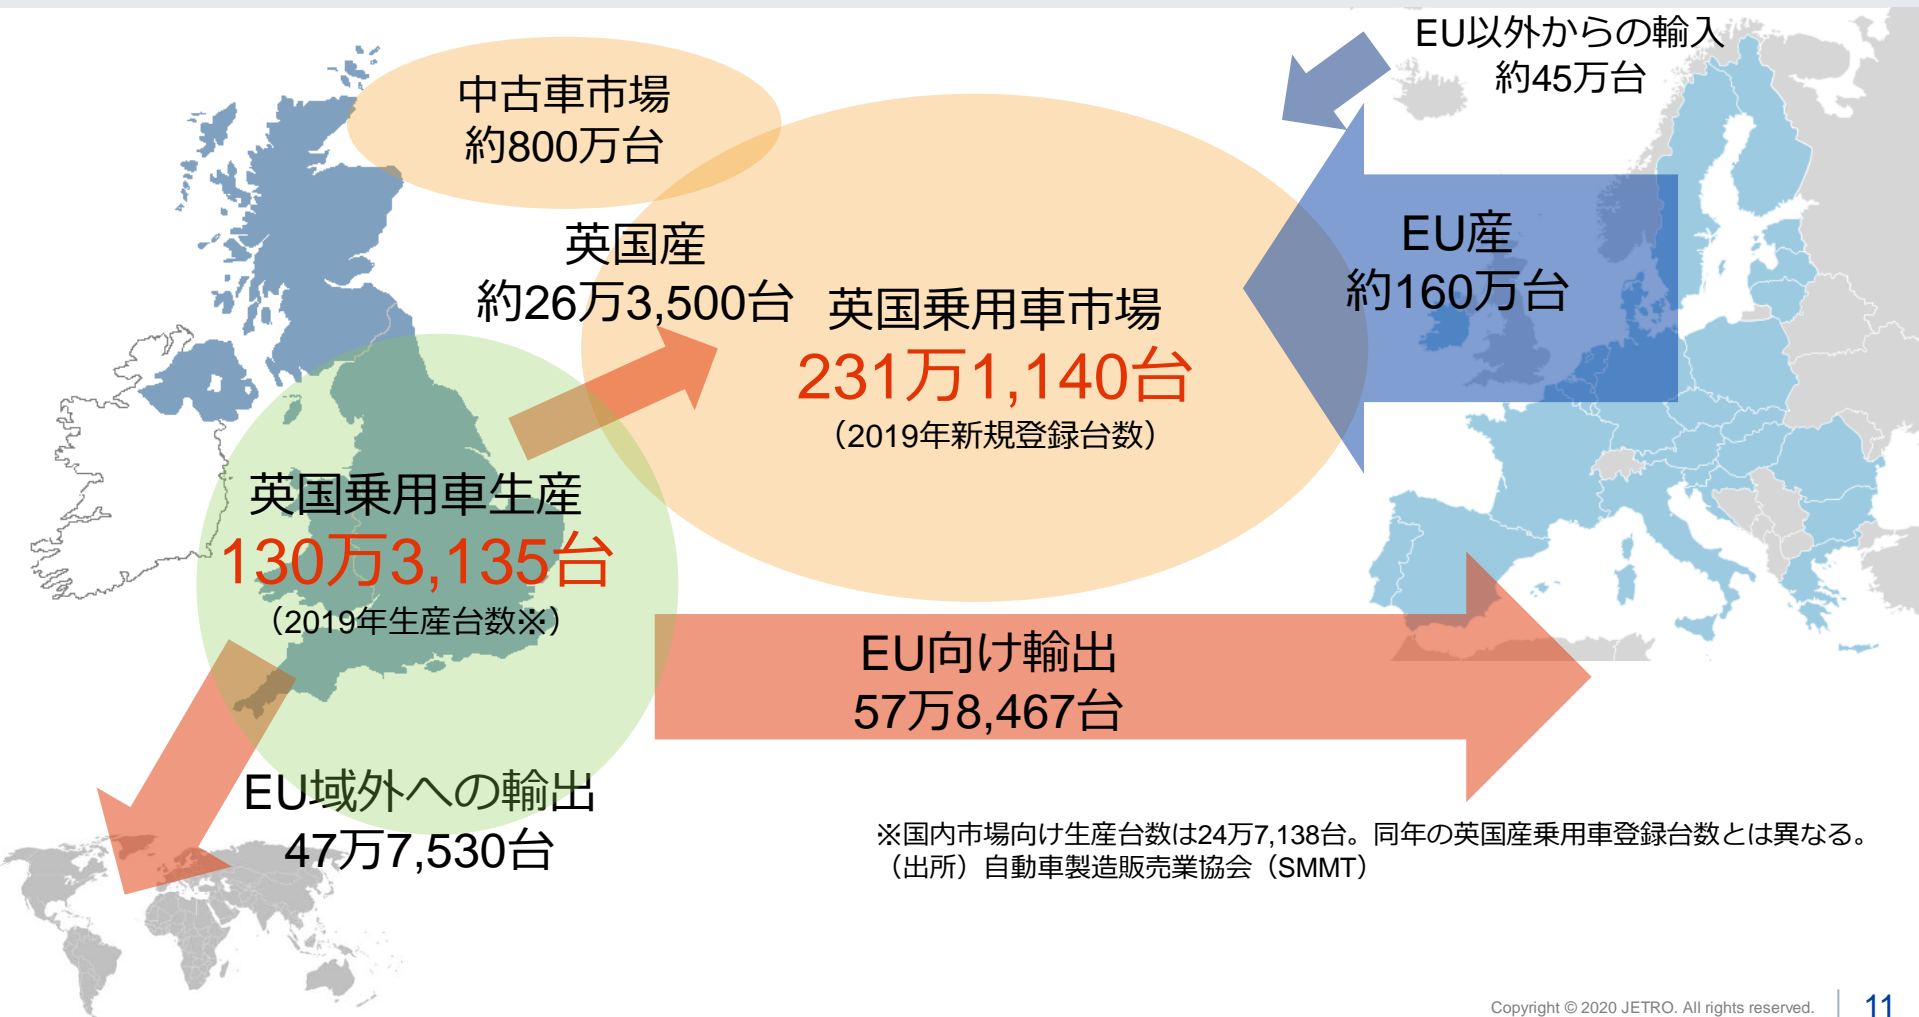 EU以外からの輸入
約45万台
中古車市場
約800万台
英国産
約26万3,500台
英国乗用車市場
231万1,140台
（2019年新規登録台数）
EU産
約160万台
英国乗用車生産
130万3,135台
（2019年生産台数※）
EU向け輸出
57万8,467台
EU域外への輸出
47万7,530台
※国内市場向け生産台数は24万7,138台。同年の英国産乗用車登録台数とは異なる。
（出所）自動車製造販売業協会（SMMT）
Copyright © 2020 JETRO. All rights reserved.
11